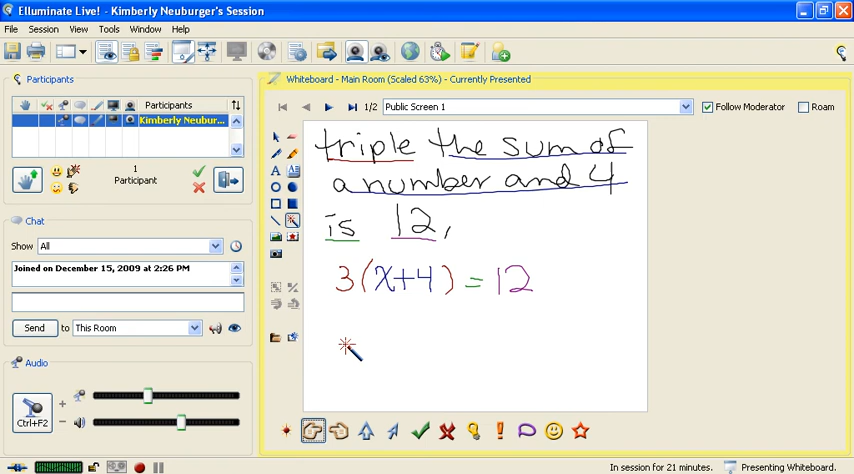 Elluminate Live! - Kimberly Neuburger's Session
File Session View Tools Window Help
Participants
Participants
Kimberly Neubur...
1
Participant
Chat
Show All
Joined on December 15, 2009 at 2:26 PM
Send to This Room
Audio
Ctrl+F2
Whiteboard - Main Room (Scaled 63%) - Currently Presented
1/2 Public Screen 1 Follow Moderator Roam
triple the sum of
a number and 4
is 12,
3(x+4) = 12
In session for 21 minutes. Presenting Whiteboard.